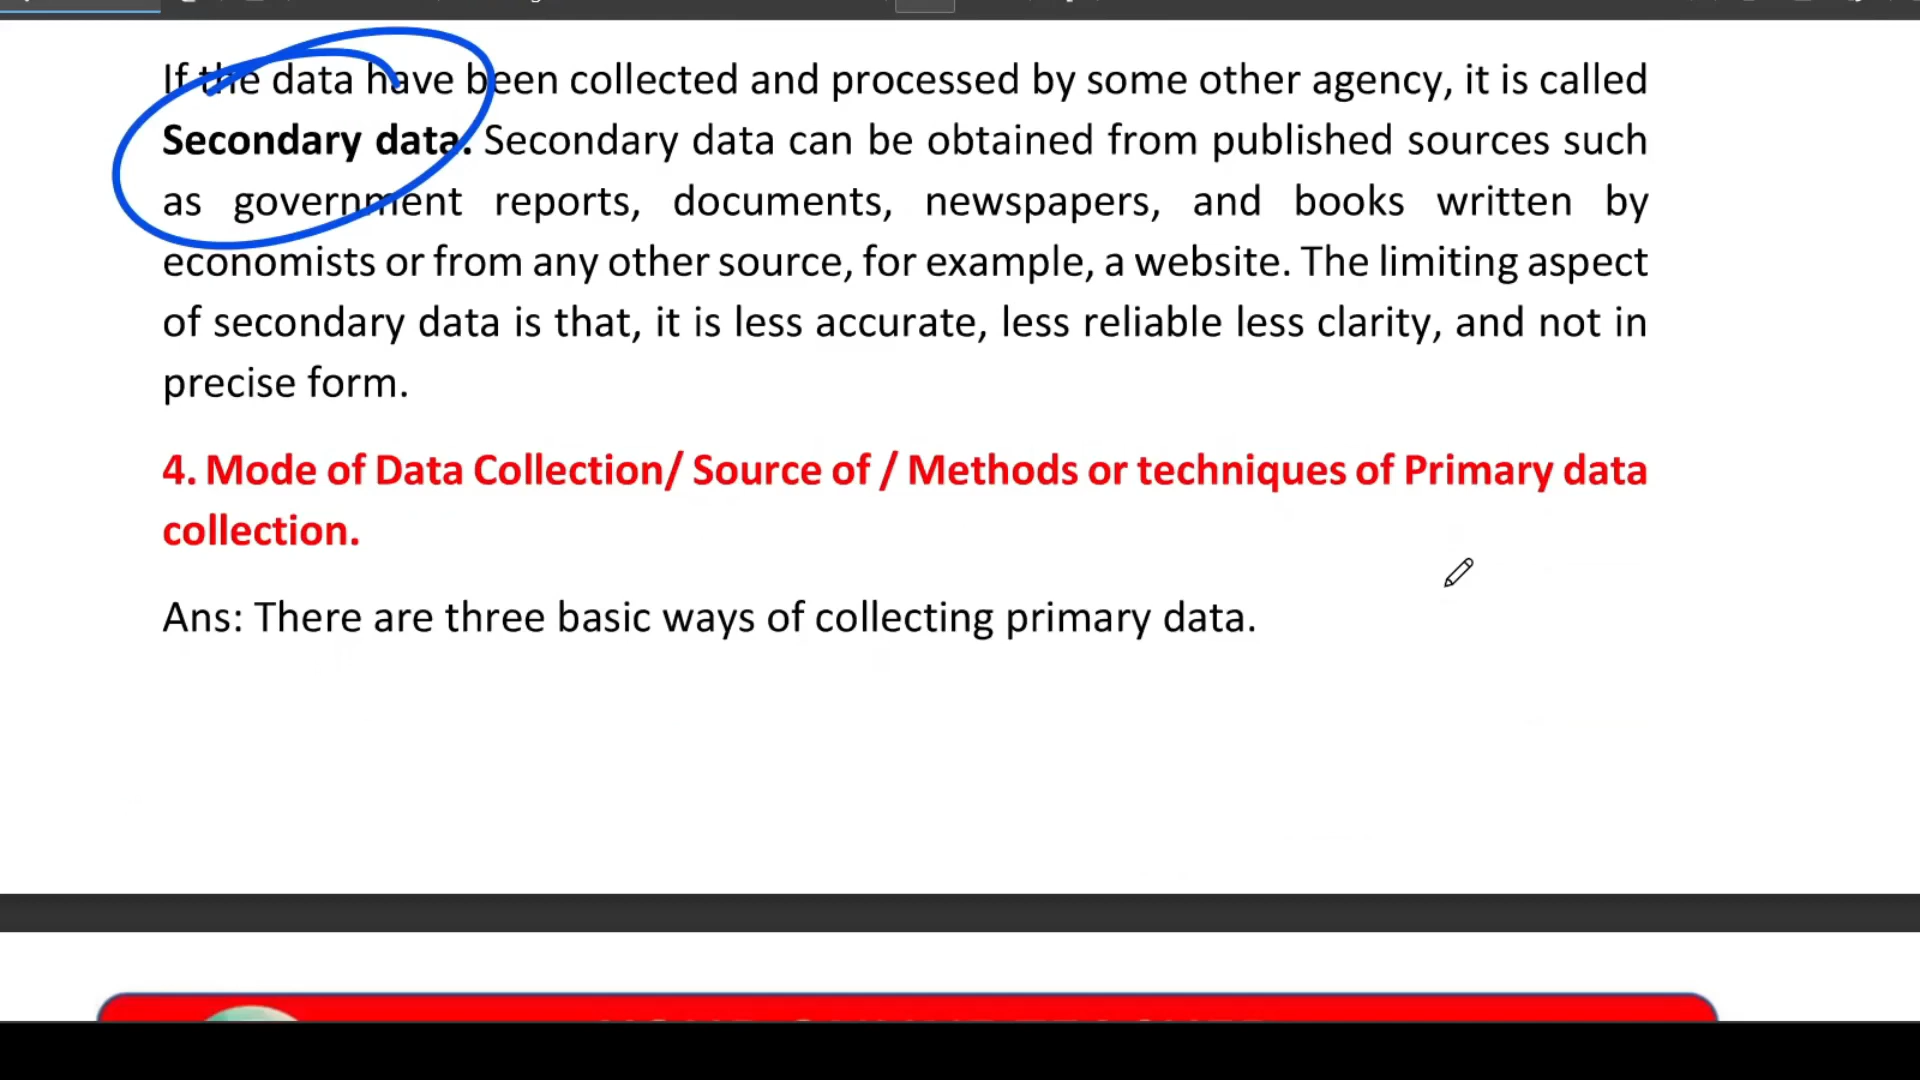 If the data have been collected and processed by some other agency, it is called
Secondary data. Secondary data can be obtained from published sources such
as government reports, documents, newspapers, and books written by
economists or from any other source, for example, a website. The limiting aspect
of secondary data is that, it is less accurate, less reliable less clarity, and not in
precise form.
4. Mode of Data Collection/ Source of / Methods or techniques of Primary data
collection.
Ans: There are three basic ways of collecting primary data.